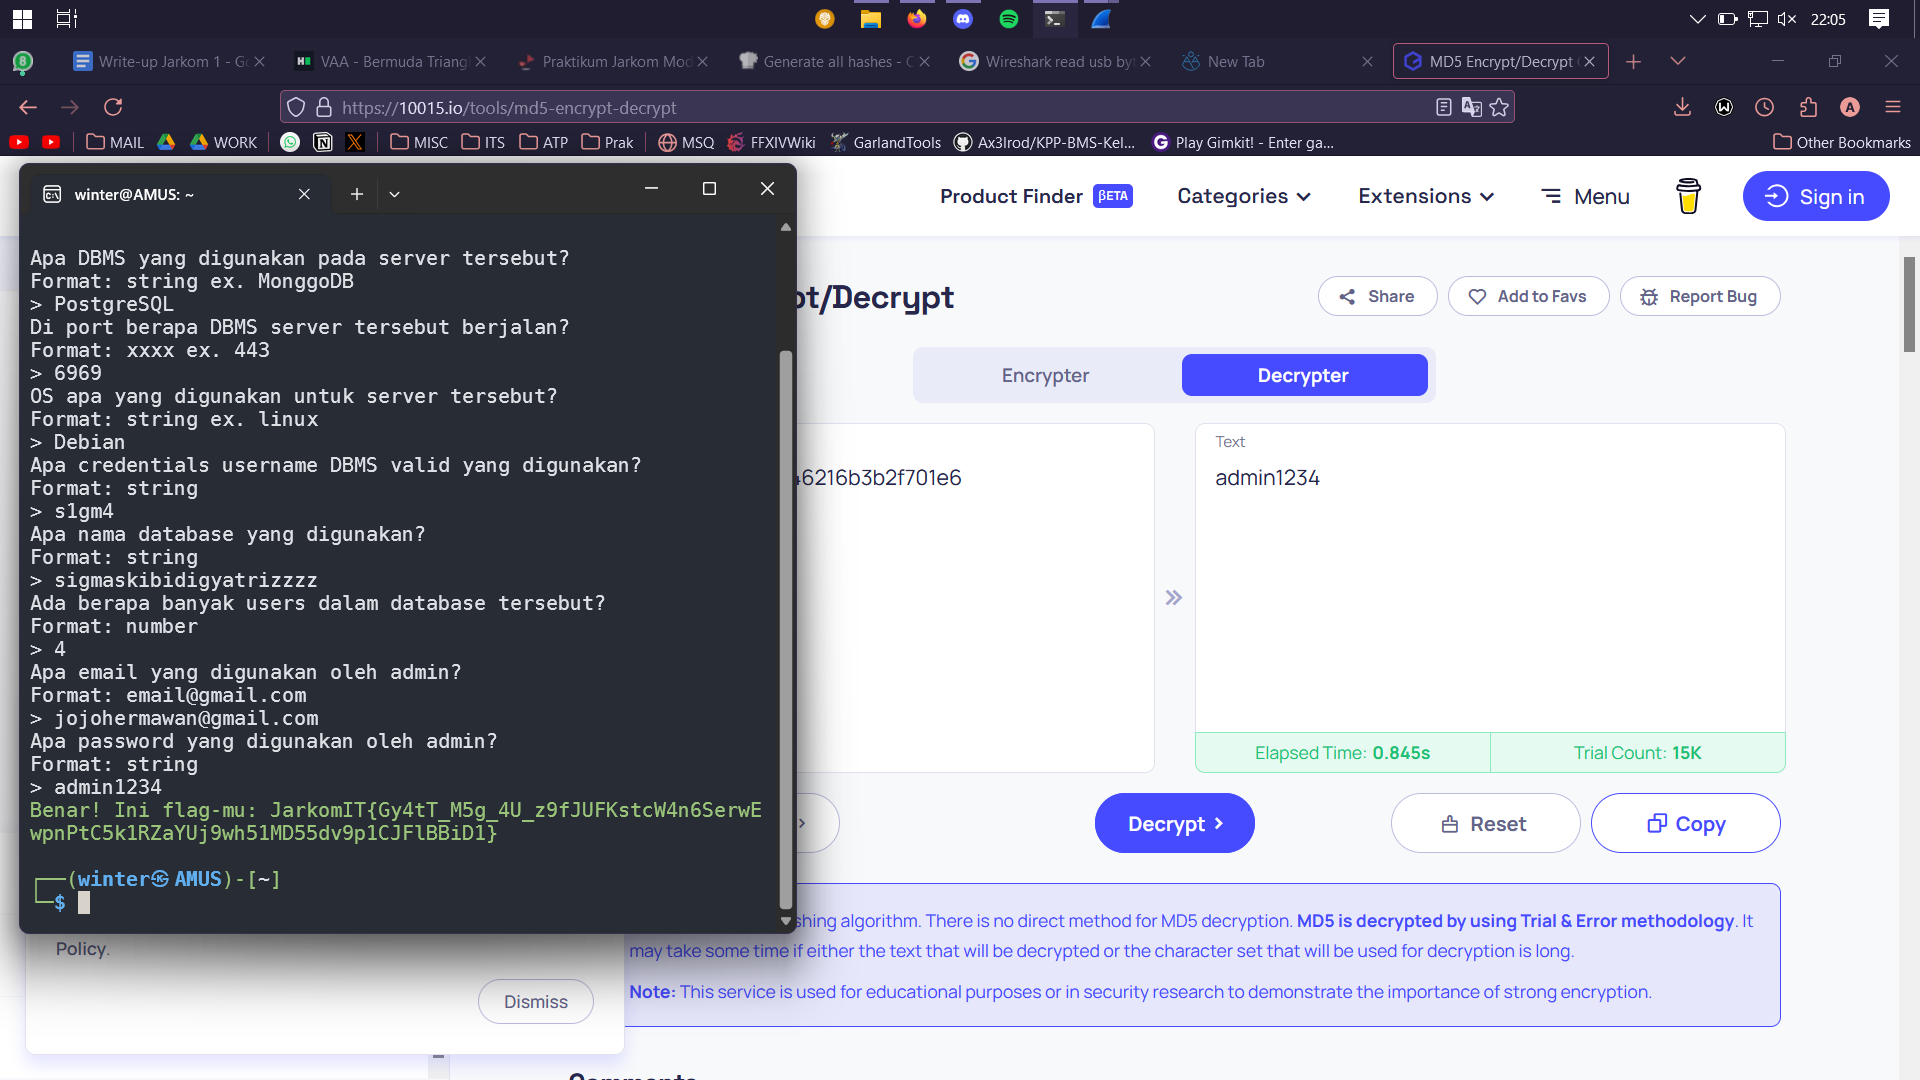 22:05
Write-up Jarkom 1 - Go
VAA - Bermuda Triang
Praktikum Jarkom Mod
Generate all hashes - C
Wireshark read usb by
New Tab
MD5 Encrypt/Decrypt
https://10015.io/tools/md5-encrypt-decrypt
MAIL
WORK
MISC
ITS
ATP
Prak
MSQ
FFXIVWiki
GarlandTools
Ax3lrod/KPP-BMS-Kel...
Play Gimkit! - Enter ga...
Other Bookmarks
winter@AMUS: ~
Product Finder BETA
Categories
Extensions
Menu
Sign in
Apa DBMS yang digunakan pada server tersebut?
Format: string ex. MonggoDB
> PostgreSQL
Di port berapa DBMS server tersebut berjalan?
Format: xxxx ex. 443
> 6969
OS apa yang digunakan untuk server tersebut?
Format: string ex. linux
> Debian
Apa credentials username DBMS valid yang digunakan?
Format: string
> s1gm4
Apa nama database yang digunakan?
Format: string
> sigmaskibidigyatrizzzz
Ada berapa banyak users dalam database tersebut?
Format: number
> 4
Apa email yang digunakan oleh admin?
Format: email@gmail.com
> jojohermawan@gmail.com
Apa password yang digunakan oleh admin?
Format: string
> admin1234
Benar! Ini flag-mu: JarkomIT{Gy4tT_M5g_4U_z9fJUFKstcW4n6SerwE
wpnPtC5k1RZaYUj9wh51MD55dv9p1CJFlBBiD1}
(winter㉿AMUS)-[~]
$
pt/Decrypt
Share
Add to Favs
Report Bug
Encrypter
Decrypter
46216b3b2f701e6
Text
admin1234
Elapsed Time: 0.845s
Trial Count: 15K
Decrypt
Reset
Copy
shing algorithm. There is no direct method for MD5 decryption. MD5 is decrypted by using Trial & Error methodology. It
may take some time if either the text that will be decrypted or the character set that will be used for decryption is long.
Note: This service is used for educational purposes or in security research to demonstrate the importance of strong encryption.
Policy.
Dismiss
Comments